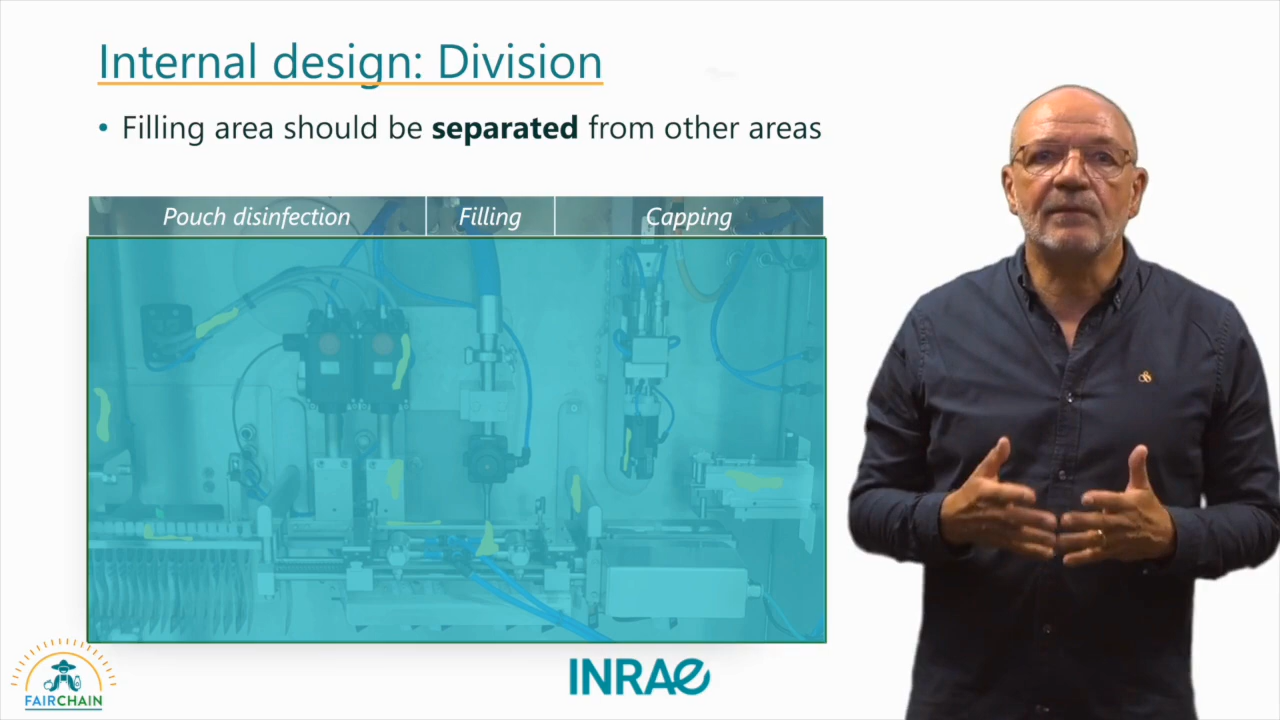 Internal design: Division
• Filling area should be separated from other areas
Pouch disinfection Filling Capping
FAIRCHAIN
INRAE